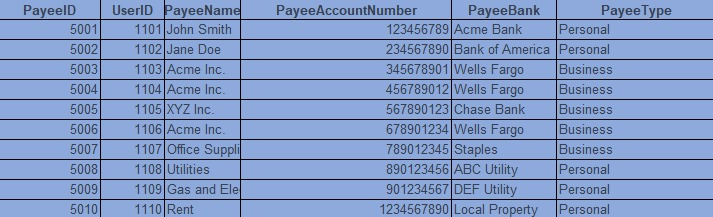 PayeeID UserID PayeeName PayeeAccountNumber PayeeBank PayeeType
5001 1101 John Smith 123456789 Acme Bank Personal
5002 1102 Jane Doe 234567890 Bank of America Personal
5003 1103 Acme Inc. 345678901 Wells Fargo Business
5004 1104 Acme Inc. 456789012 Wells Fargo Business
5005 1105 XYZ Inc. 567890123 Chase Bank Business
5006 1106 Acme Inc. 678901234 Wells Fargo Business
5007 1107 Office Suppli 789012345 Staples Business
5008 1108 Utilities 890123456 ABC Utility Personal
5009 1109 Gas and Ele 901234567 DEF Utility Personal
5010 1110 Rent 1234567890 Local Property Personal